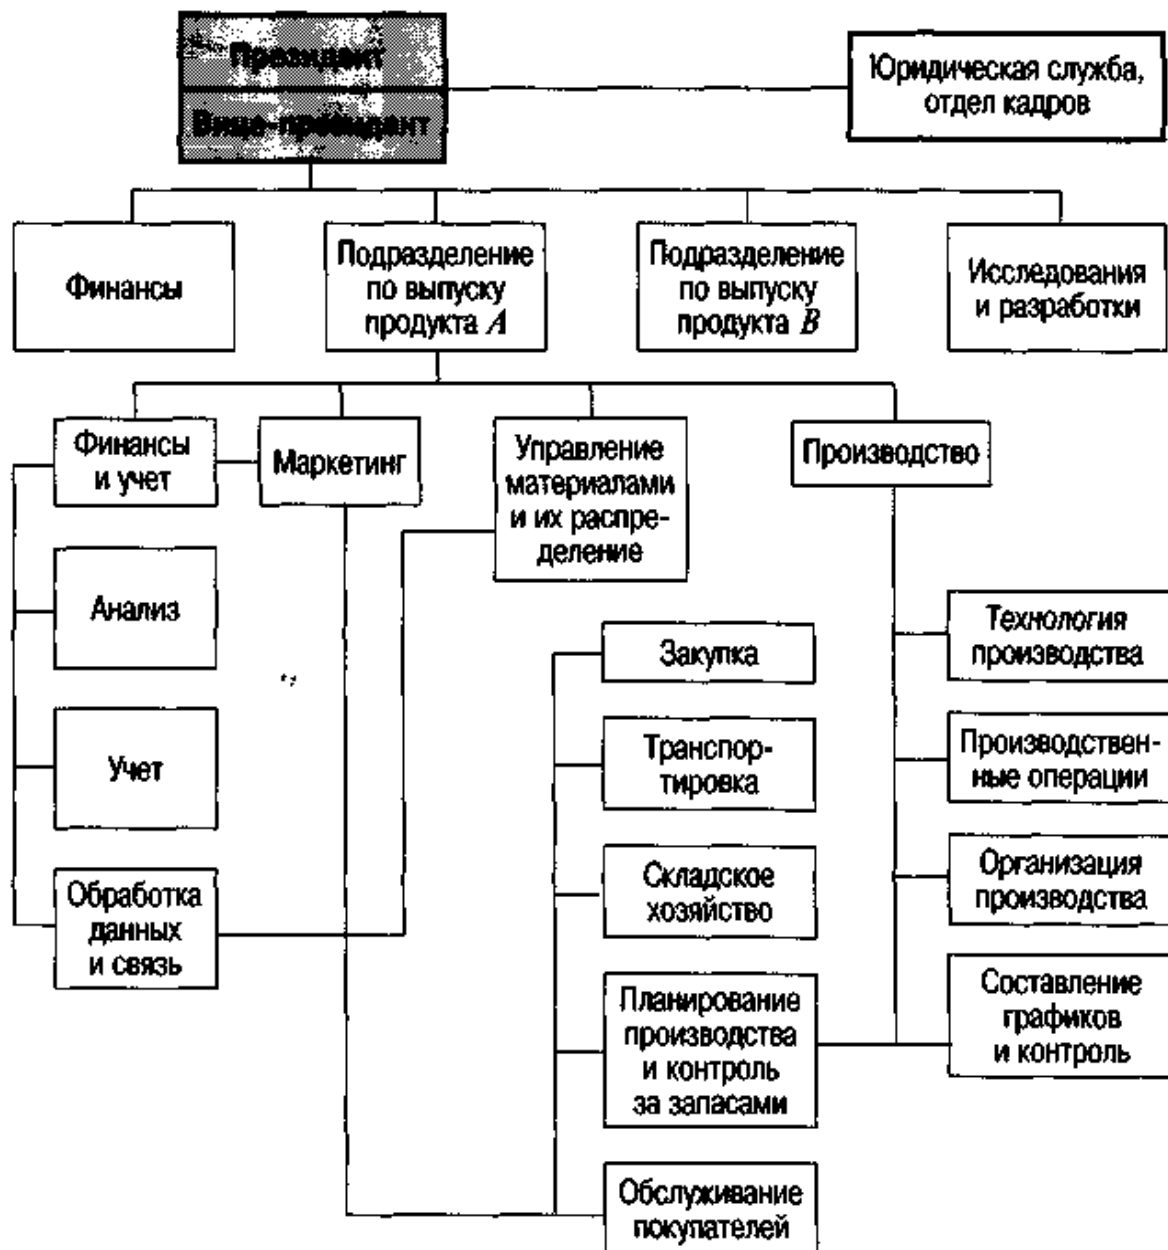 Президент
Вице-президент
Юридическая служба,
отдел кадров
Финансы
Подразделение
по выпуску
продукта A
Подразделение
по выпуску
продукта B
Исследования
и разработки
Финансы
и учет
Маркетинг
Управление
материалами
и их распре-
деление
Производство
Анализ
Учет
Обработка
данных
и связь
Закупка
Транспор-
тировка
Складское
хозяйство
Планирование
производства
и контроль
за запасами
Обслуживание
покупателей
Технология
производства
Производствен-
ные операции
Организация
производства
Составление
графиков
и контроль